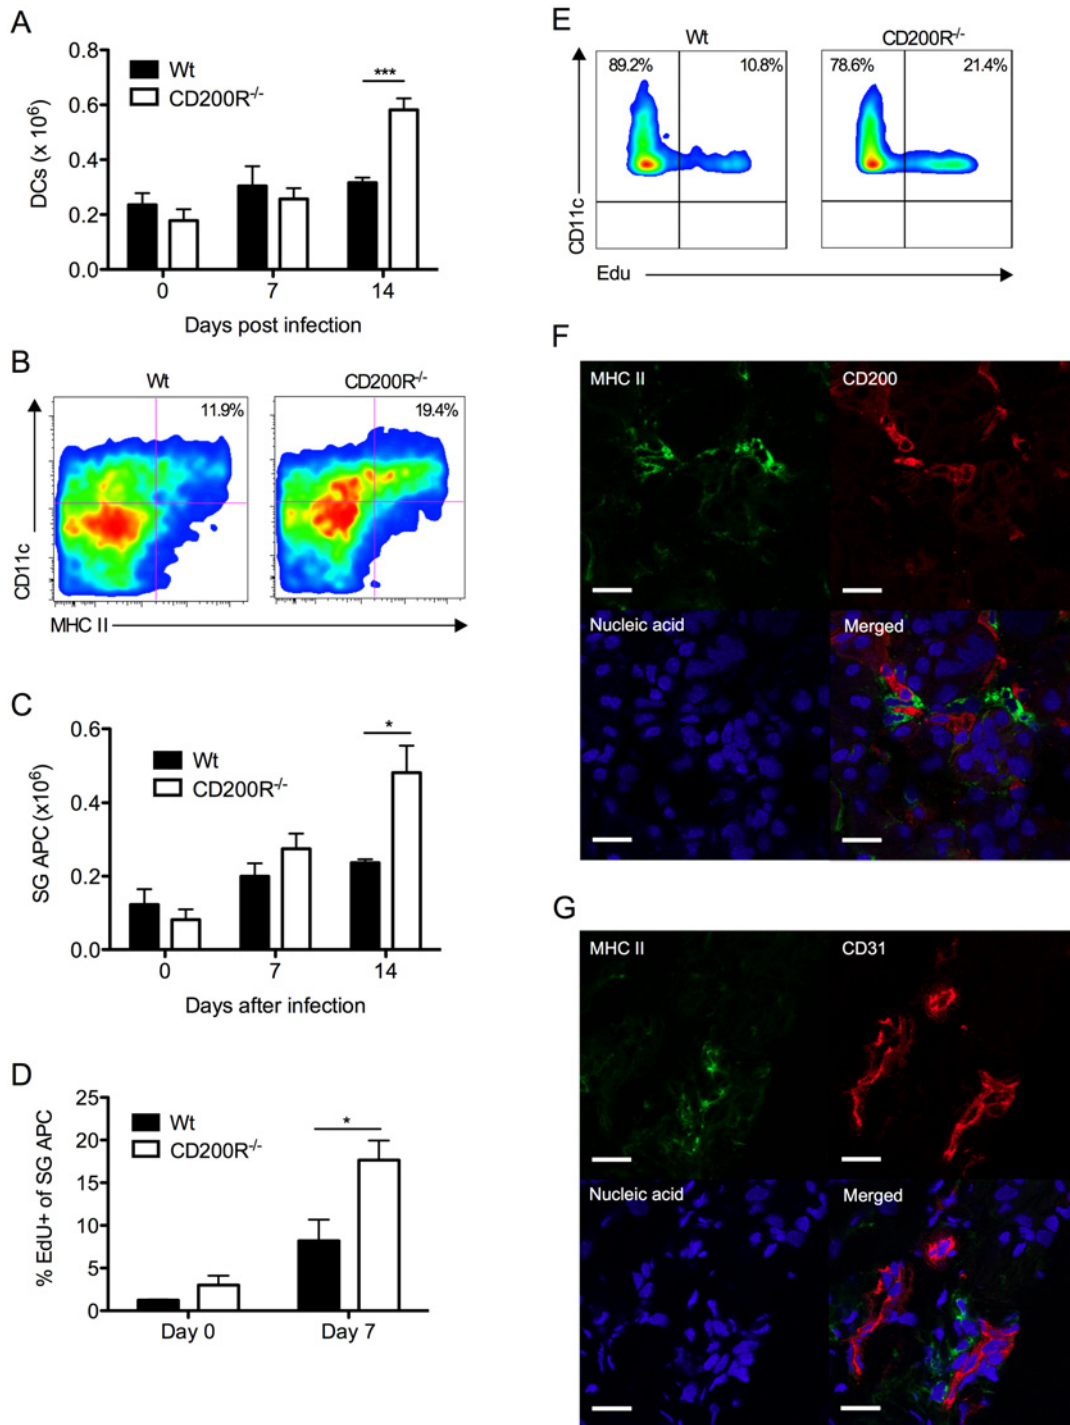 A
0.8
0.6
0.4
0.2
0.0
DCs (x 10⁶)
Wt
CD200R⁻/⁻
***
0 7 14
Days post infection
B
Wt
CD200R⁻/⁻
11.9%
19.4%
CD11c
MHC II
C
0.6
0.4
0.2
0.0
SG APC (x10⁶)
Wt
CD200R⁻/⁻
*
0 7 14
Days after infection
D
25
20
15
10
5
0
% EdU+ of SG APC
Wt
CD200R⁻/⁻
*
Day 0 Day 7
E
Wt
CD200R⁻/⁻
89.2% 10.8%
78.6% 21.4%
CD11c
Edu
F
MHC II
CD200
Nucleic acid
Merged
G
MHC II
CD31
Nucleic acid
Merged